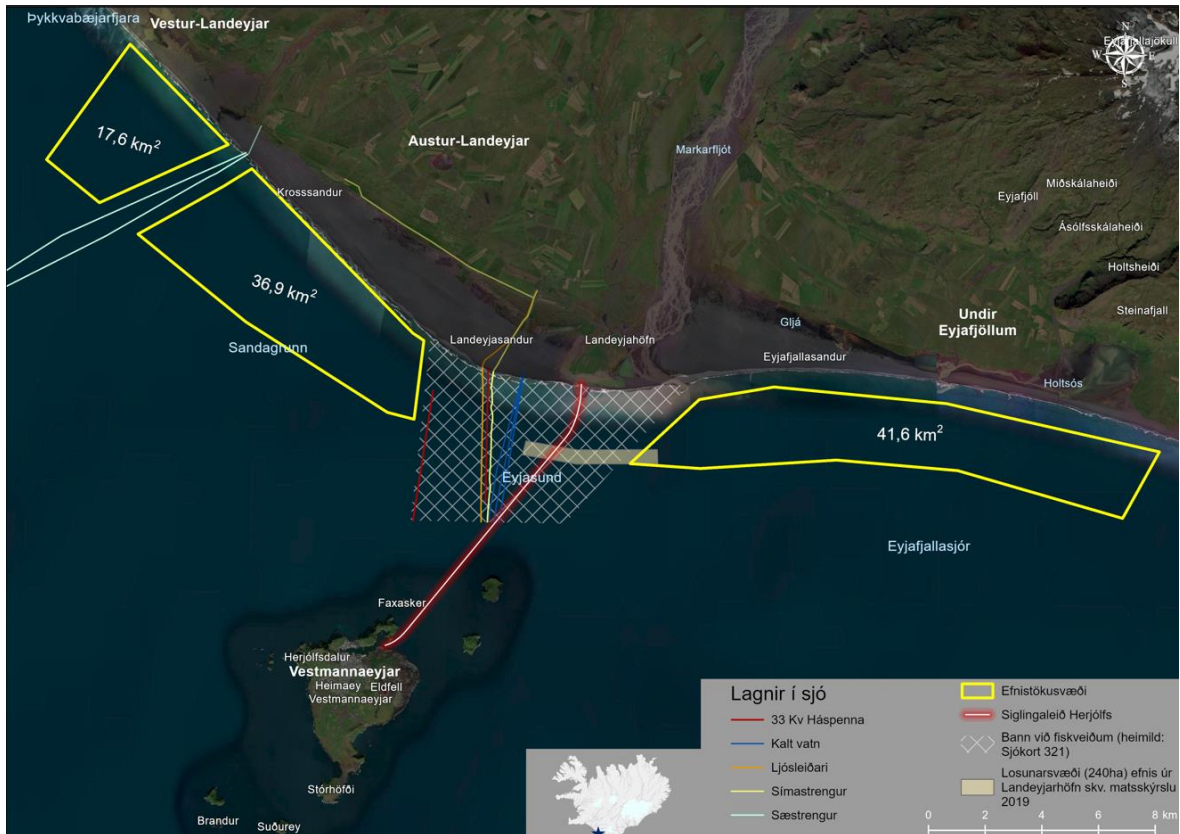 Þykkvabæjarfjara
Vestur-Landeyjar
N
W
E
S
Eyjafjallajökull
17,6 km²
Austur-Landeyjar
Markarfljót
Krosssandur
Miðskálaheiði
Eyjafjöll
Ásólfsskálaheiði
Holtsheiði
Steinafjall
36,9 km²
Sandagrunn
Landeyjasandur
Landeyjahöfn
Gljá
Undir
Eyjafjöllum
Eyjafjallasandur
Holtsós
41,6 km²
Eyjasund
Eyjafjallasjór
Faxasker
Herjólfsdalur
Vestmannaeyjar
Heimaey
Eldfell
Vestmannaeyjar
Stórhöfði
Brandur
Suðurey
Lagnir í sjó
33 Kv Háspenna
Kalt vatn
Ljósleiðari
Símastrengur
Sæstrengur
Efnistökusvæði
Siglingaleið Herjólfs
Bann við fiskveiðum (heimild:
Sjókort 321)
Losunarsvæði (240ha) efnis úr
Landeyjarhöfn skv. matsskýrslu
2019
0 2 4 6 8 km